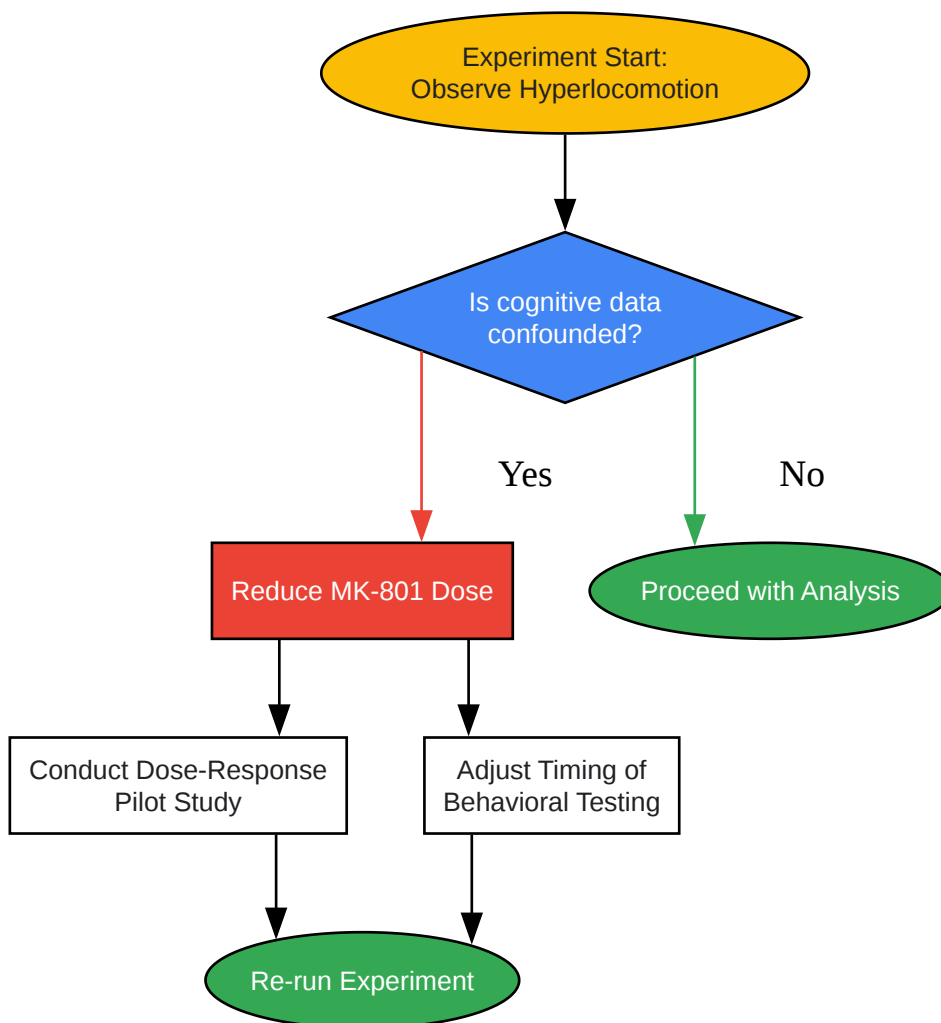 Experiment Start:
Observe Hyperlocomotion
Is cognitive data
confounded?
Yes
No
Reduce MK-801 Dose
Proceed with Analysis
Conduct Dose-Response
Pilot Study
Adjust Timing of
Behavioral Testing
Re-run Experiment